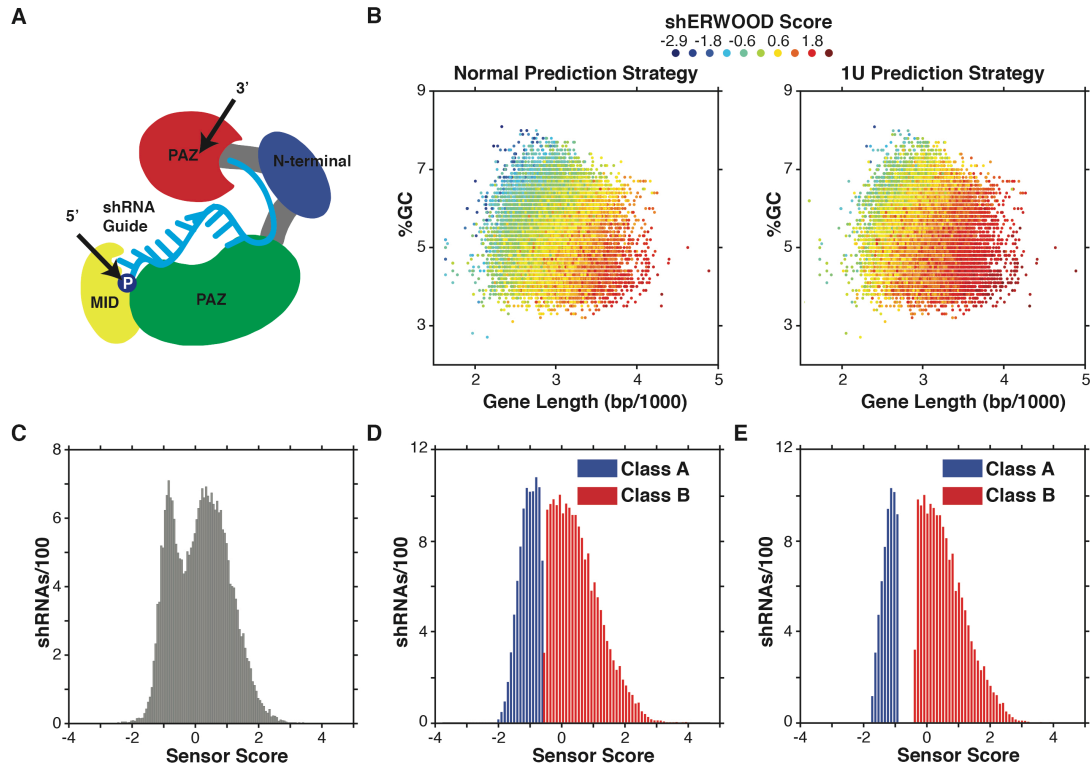 A
3’
PAZ
N-terminal
shRNA
Guide
5’
P
MID
PAZ
B
shERWOOD Score
-2.9 -1.8 -0.6 0.6 1.8
Normal Prediction Strategy
9
7
5
3
%GC
2 3 4 5
Gene Length (bp/1000)
1U Prediction Strategy
9
7
5
3
%GC
2 3 4 5
Gene Length (bp/1000)
C
8
6
4
2
0
shRNAs/100
-4 -2 0 2 4
Sensor Score
D
12
8
4
0
shRNAs/100
Class A
Class B
-4 -2 0 2 4
Sensor Score
E
12
8
4
0
shRNAs/100
Class A
Class B
-4 -2 0 2 4
Sensor Score